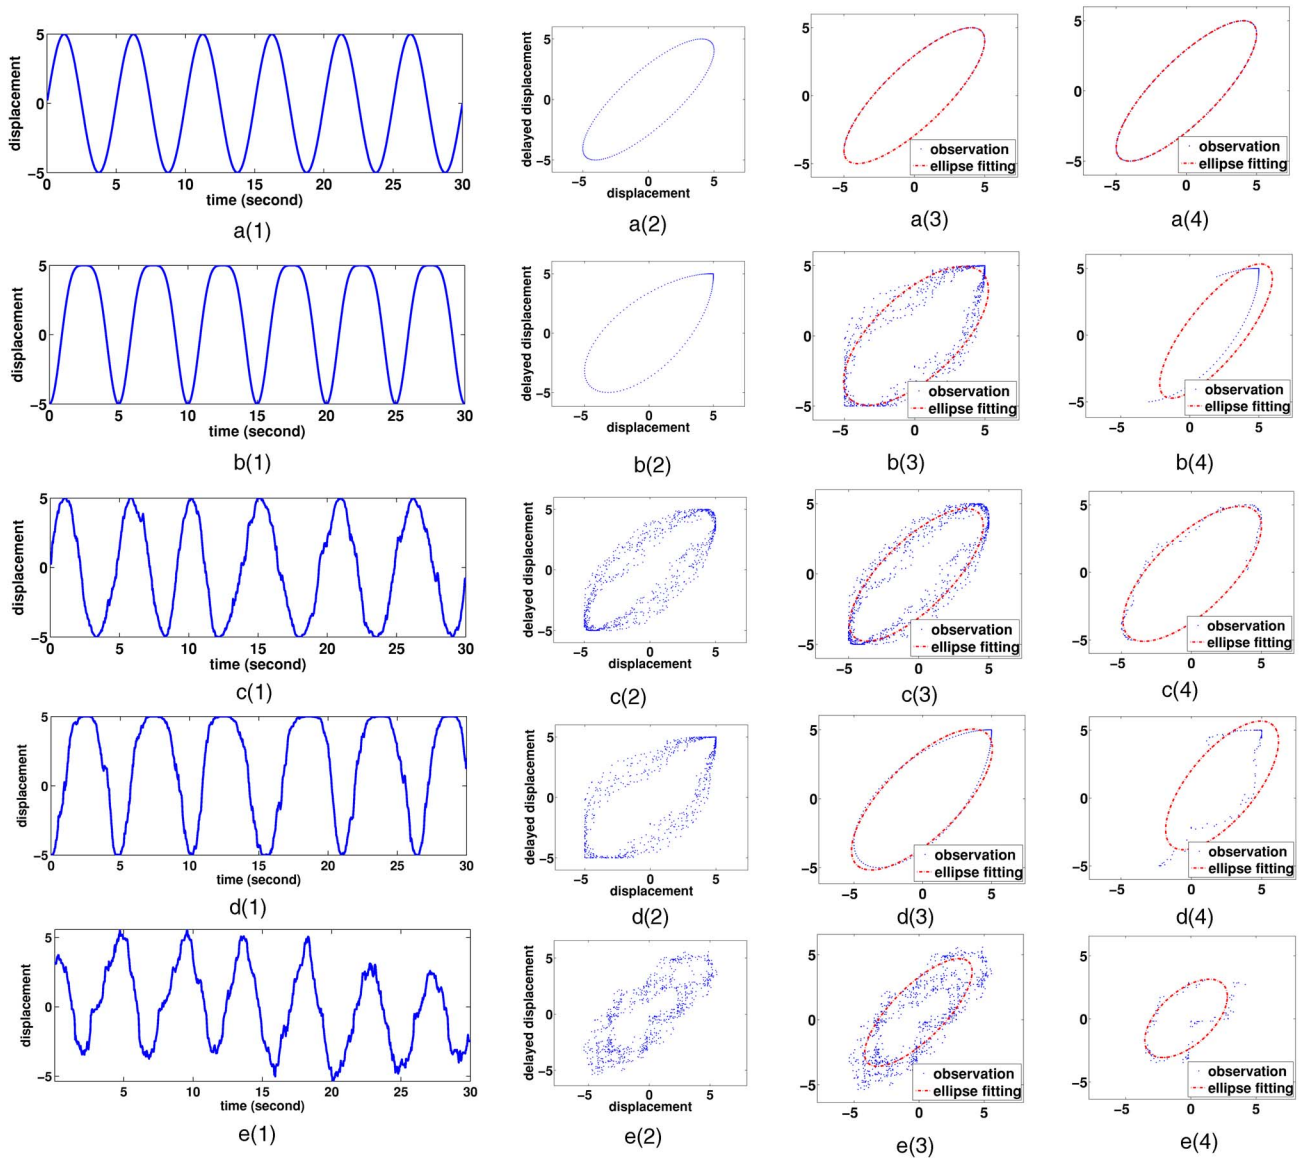 5
0
−5
0 5 10 15 20 25 30
displacement
time (second)
a(1)
5
0
−5
−5 0 5
delayed displacement
displacement
a(2)
5
0
−5
−5 0 5
observation
ellipse fitting
a(3)
5
0
−5
−5 0 5
observation
ellipse fitting
a(4)
5
0
−5
0 5 10 15 20 25 30
displacement
time (second)
b(1)
5
0
−5
−5 0 5
delayed displacement
displacement
b(2)
5
0
−5
−5 0 5
observation
ellipse fitting
b(3)
5
0
−5
−5 0 5
observation
ellipse fitting
b(4)
5
0
−5
0 5 10 15 20 25 30
displacement
time (second)
c(1)
5
0
−5
−5 0 5
delayed displacement
displacement
c(2)
5
0
−5
−5 0 5
observation
ellipse fitting
c(3)
5
0
−5
−5 0 5
observation
ellipse fitting
c(4)
5
0
−5
0 5 10 15 20 25 30
displacement
time (second)
d(1)
5
0
−5
−5 0 5
delayed displacement
displacement
d(2)
5
0
−5
−5 0 5
observation
ellipse fitting
d(3)
5
0
−5
−5 0 5
observation
ellipse fitting
d(4)
5
0
−5
5 10 15 20 25 30
displacement
time (second)
e(1)
5
0
−5
−5 0 5
delayed displacement
displacement
e(2)
5
0
−5
−5 0 5
observation
ellipse fitting
e(3)
5
0
−5
−5 0 5
observation
ellipse fitting
e(4)